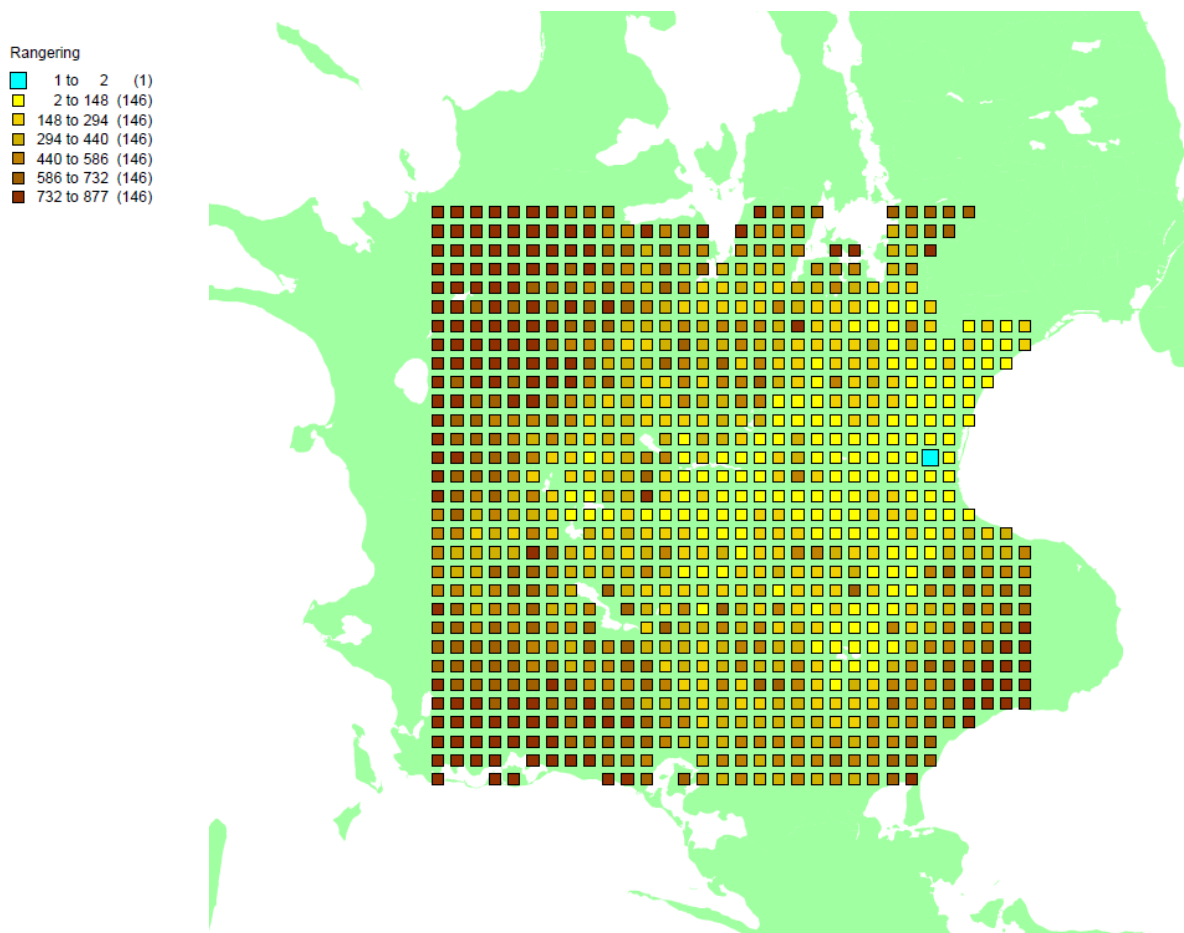 Rangering
1 to 2 (1)
2 to 148 (146)
148 to 294 (146)
294 to 440 (146)
440 to 586 (146)
586 to 732 (146)
732 to 877 (146)